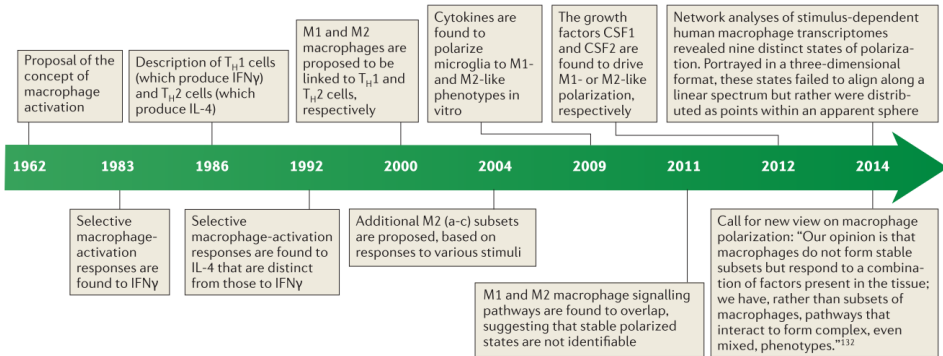 Proposal of the
concept of
macrophage
activation
Description of TH1 cells
(which produce IFNγ)
and TH2 cells (which
produce IL-4)
M1 and M2
macrophages are
proposed to be
linked to TH1 and
TH2 cells,
respectively
Cytokines are
found to
polarize
microglia to M1-
and M2-like
phenotypes in
vitro
The growth
factors CSF1
and CSF2 are
found to drive
M1- or M2-like
polarization,
respectively
Network analyses of stimulus-dependent
human macrophage transcriptomes
revealed nine distinct states of polariza-
tion. Portrayed in a three-dimensional
format, these states failed to align along a
linear spectrum but rather were distrib-
uted as points within an apparent sphere
1962 1983 1986 1992 2000 2004 2009 2011 2012 2014
Selective
macrophage-
activation
responses are
found to IFNγ
Selective
macrophage-activation
responses are found to
IL-4 that are distinct
from those to IFNγ
Additional M2 (a-c) subsets
are proposed, based on
responses to various stimuli
M1 and M2 macrophage signalling
pathways are found to overlap,
suggesting that stable polarized
states are not identifiable
Call for new view on macrophage
polarization: “Our opinion is that
macrophages do not form stable
subsets but respond to a combina-
tion of factors present in the tissue;
we have, rather than subsets of
macrophages, pathways that
interact to form complex, even
mixed, phenotypes.”132